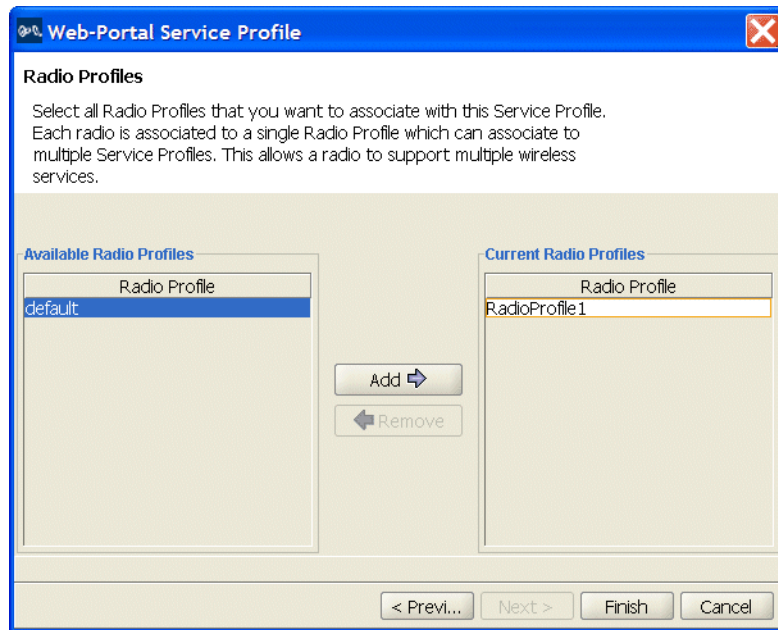 Web-Portal Service Profile
Radio Profiles
Select all Radio Profiles that you want to associate with this Service Profile.
Each radio is associated to a single Radio Profile which can associate to
multiple Service Profiles. This allows a radio to support multiple wireless
services.
Available Radio Profiles
Radio Profile
default
Add
Remove
Current Radio Profiles
Radio Profile
RadioProfile1
< Previ...
Next >
Finish
Cancel